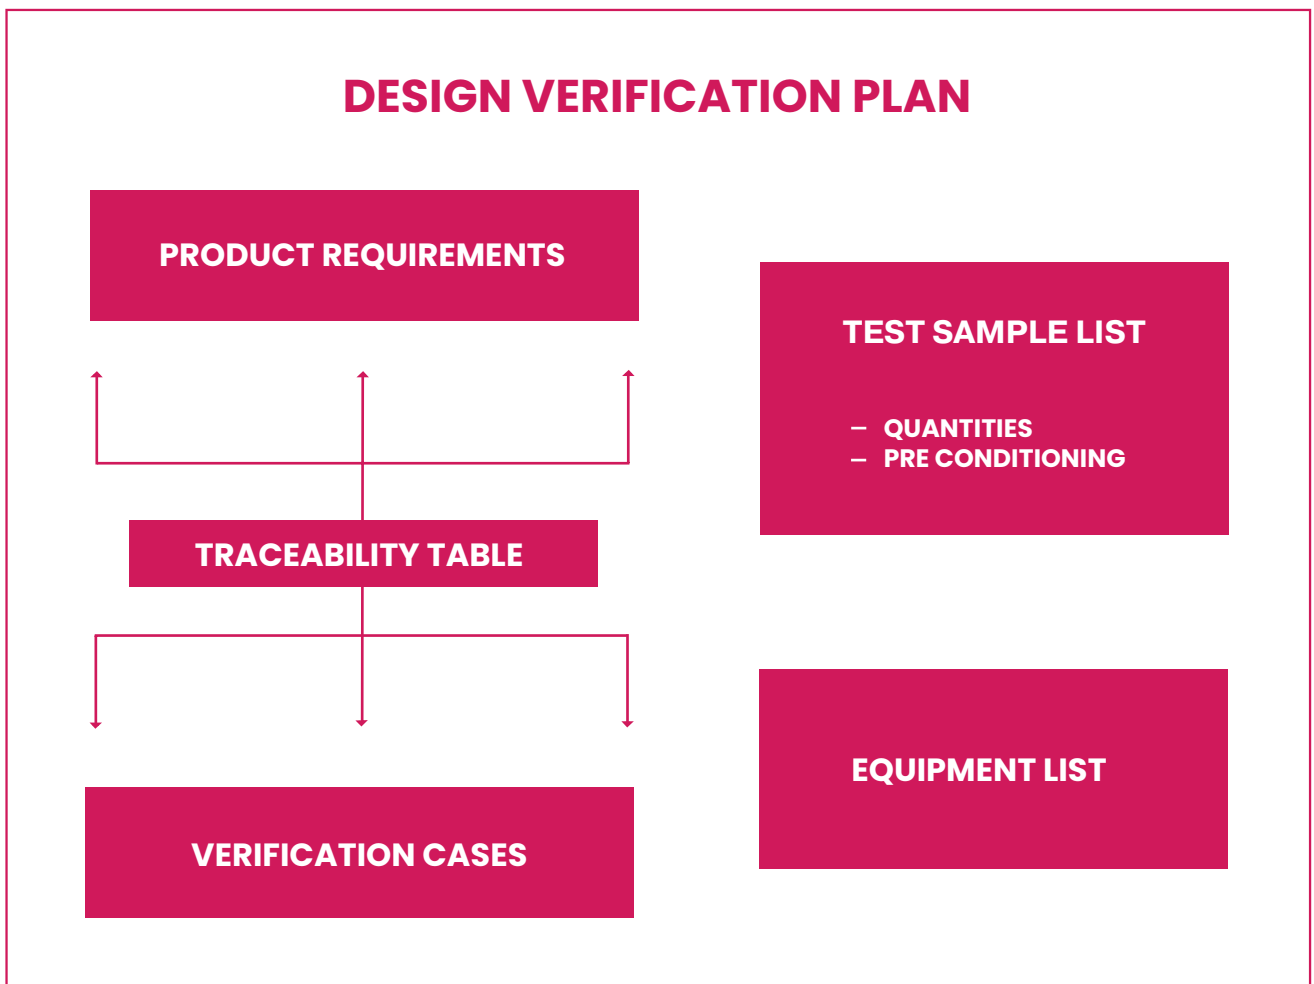 DESIGN VERIFICATION PLAN
PRODUCT REQUIREMENTS
TRACEABILITY TABLE
VERIFICATION CASES
TEST SAMPLE LIST
– QUANTITIES
– PRE CONDITIONING
EQUIPMENT LIST